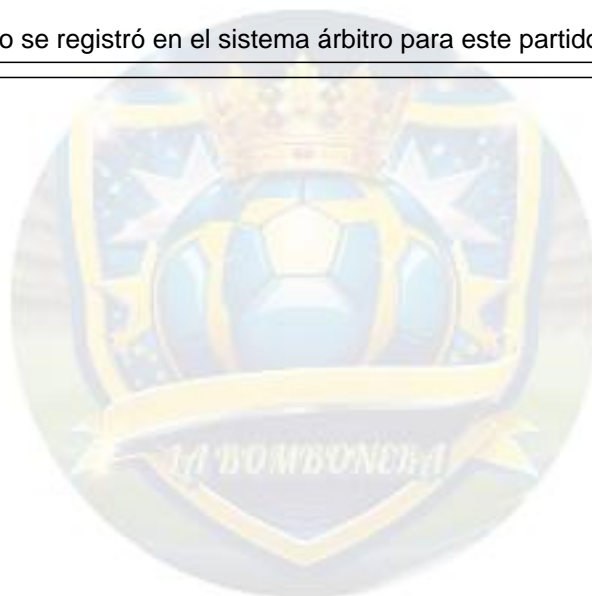 o se registró en el sistema árbitro para este partido
LA BOMBONERA